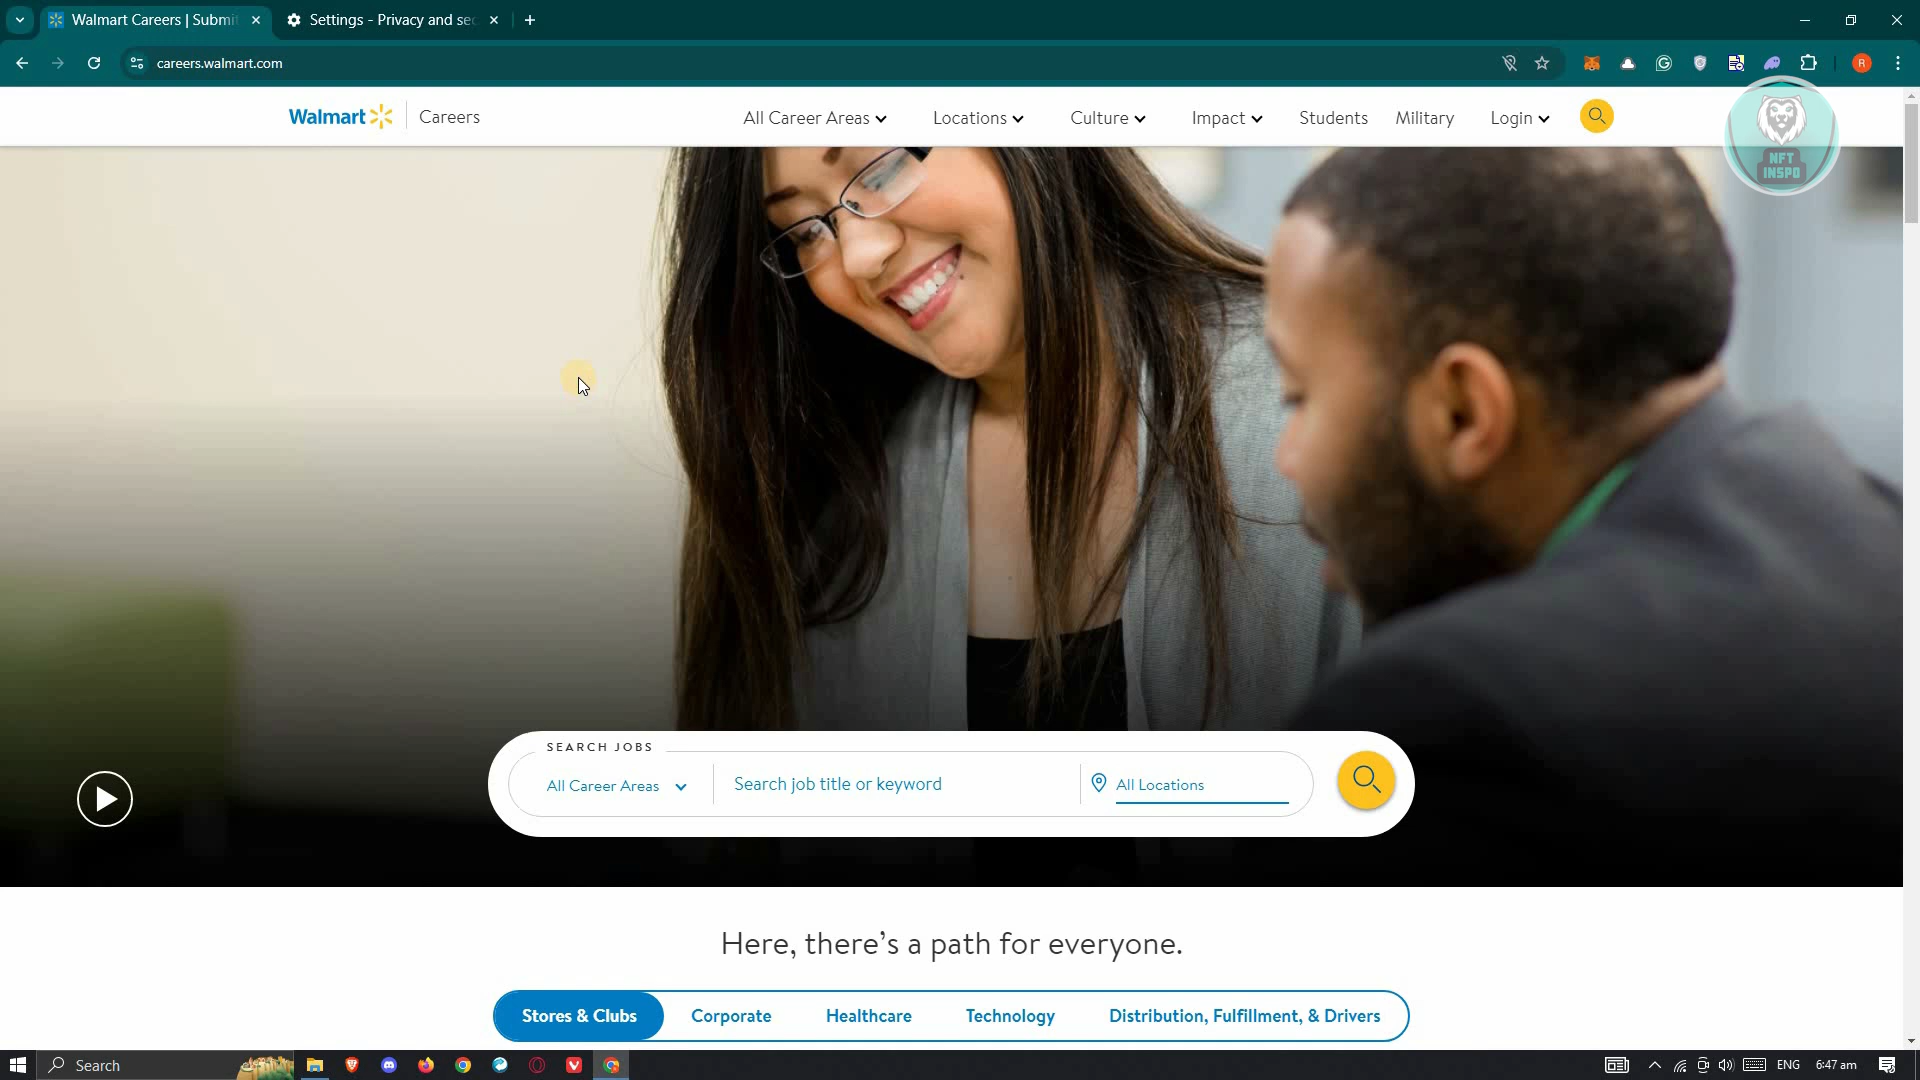 Walmart Careers | Submit
Settings - Privacy and sec
careers.walmart.com
R
Walmart
Careers
All Career Areas
Locations
Culture
Impact
Students
Military
Login
NFT
INSPO
SEARCH JOBS
All Career Areas
Search job title or keyword
All Locations
Here, there's a path for everyone.
Stores & Clubs
Corporate
Healthcare
Technology
Distribution, Fulfillment, & Drivers
Search
ENG
6:47 am